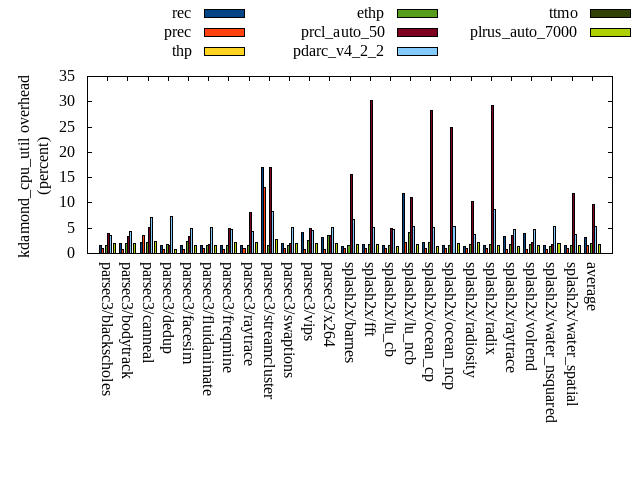 rec
prec
thp
ethp
prcl_auto_50
pdarc_v4_2_2
ttmo
plrus_auto_7000
kdamond_cpu_util overhead
(percent)
35
30
25
20
15
10
5
0
parsec3/blackscholes
parsec3/bodytrack
parsec3/canneal
parsec3/dedup
parsec3/facesim
parsec3/fluidanimate
parsec3/freqmine
parsec3/raytrace
parsec3/streamcluster
parsec3/swaptions
parsec3/vips
parsec3/x264
splash2x/barnes
splash2x/fft
splash2x/lu_cb
splash2x/lu_ncb
splash2x/ocean_cp
splash2x/ocean_ncp
splash2x/radiosity
splash2x/radix
splash2x/raytrace
splash2x/volrend
splash2x/water_nsquared
splash2x/water_spatial
average